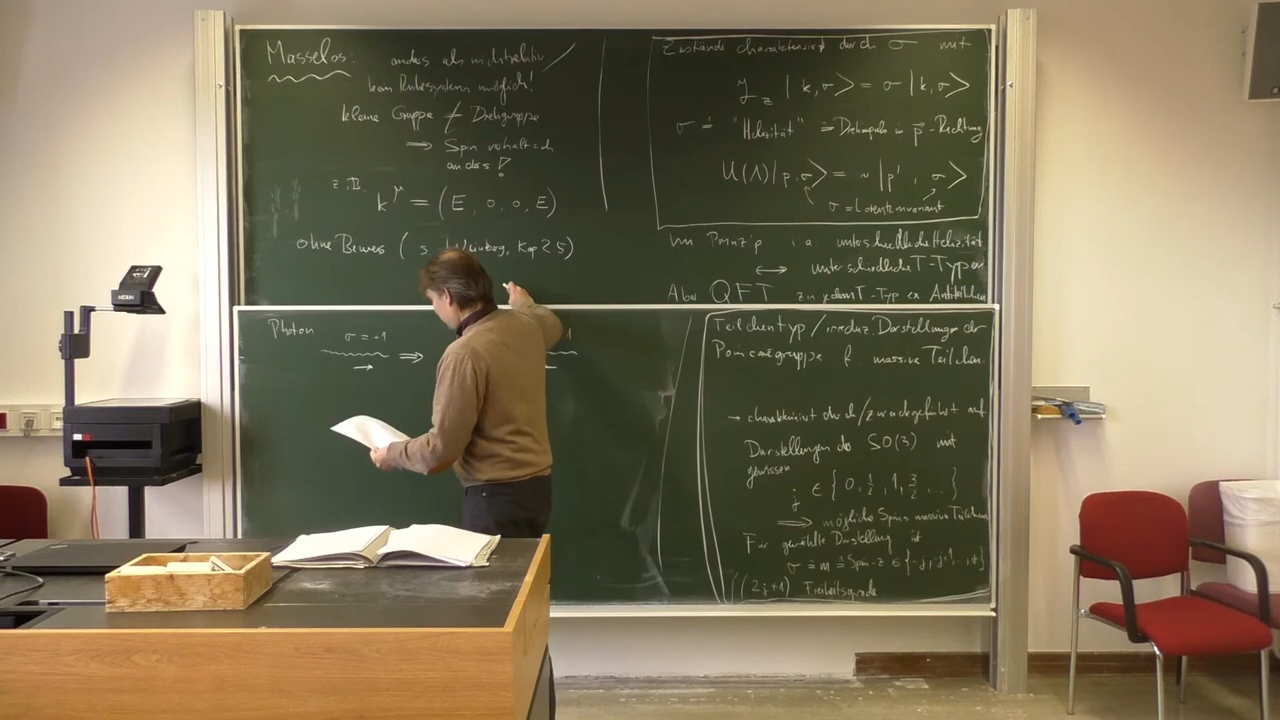 Masselos:
anders als nichtrelativ
kein Ruhesystem möglich!
kleine Gruppe ≠ Drehgruppe
⇒ Spin verhält sich
anders!
z.B. k^μ = (E, 0, 0, E)
ohne Beweis (s. Weinberg, Kap 2.5)
Zustände charakterisiert durch σ mit
J_z |k, σ> = σ |k, σ>
σ ≙ "Helizität" = Drehimpuls in p⃗-Richtung
U(Λ)|p, σ> = ~ |p', σ>
σ = Lorentzinvariant
Im Prinzip i.a. unterschiedliche Helizität
↔ unterschiedliche T-Typen
Aber QFT zu jedem T-Typ ex. Antiteilchen
Photon
σ = +1
⇒
1
Teilchentyp / irreduz. Darstellungen der
Poincarégruppe f. massive Teilchen
→ charakterisiert durch / zurückgeführt auf
Darstellungen der SO(3) mit
gewissen
j ∈ {0, 1/2, 1, 3/2, ...}
⇒ mögliche Spins massive Teilchen
Für gewählte Darstellung ist
σ = m = Spin-z ∈ {-j, -j+1, ..., +j}
((2j+1) Freiheitsgrade
MEDIUM